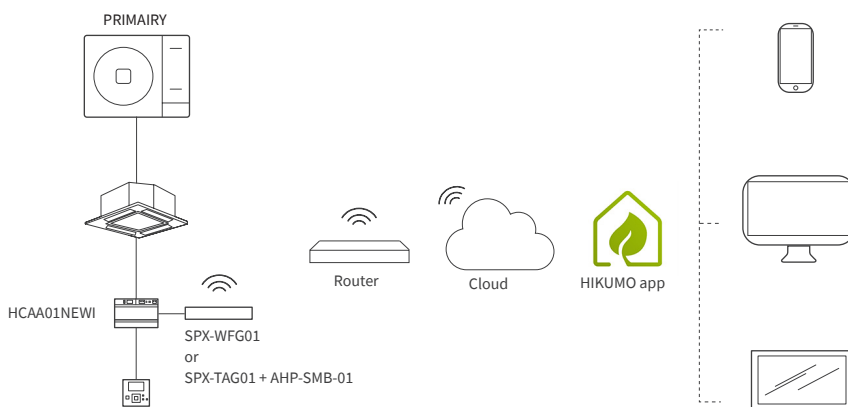 PRIMAIRY
HCAA01NEWI
SPX-WFG01
or
SPX-TAG01 + AHP-SMB-01
Router
Cloud
HIKUMO app